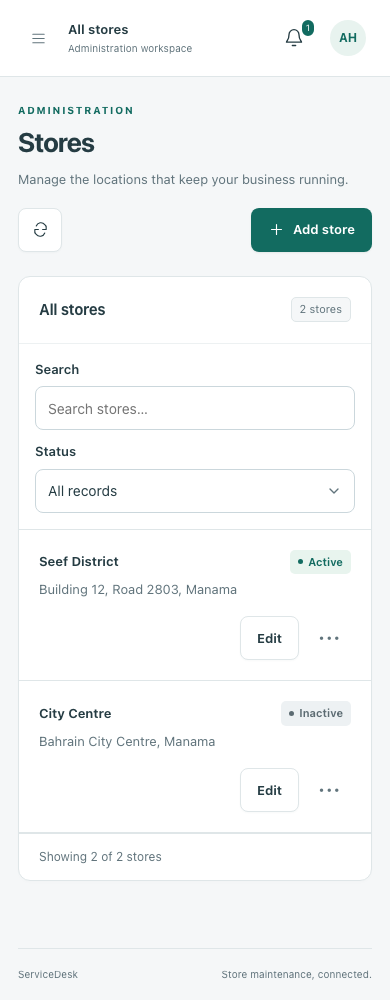 All stores
Administration workspace
1
AH
ADMINISTRATION
Stores
Manage the locations that keep your business running.
Add store
All stores
2 stores
Search
Search stores...
Status
All records
Seef District
Active
Building 12, Road 2803, Manama
Edit
City Centre
Inactive
Bahrain City Centre, Manama
Edit
Showing 2 of 2 stores
ServiceDesk
Store maintenance, connected.